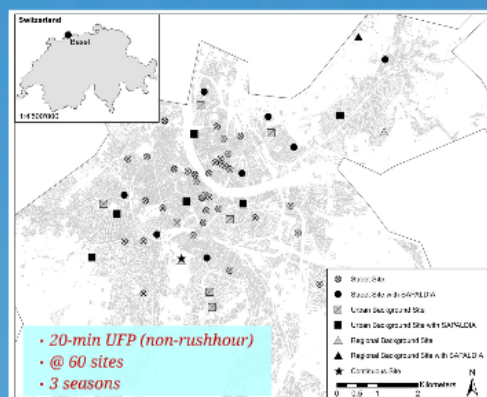 Switzerland
Basel
1:4'500'000
Street Site
Street Site with SAPALDIA
Urban Background Site
Urban Background Site with SAPALDIA
Regional Background Site
Regional Background Site with SAPALDIA
Continuous Site
Kilometers
0 0.5 1 2
N
• 20-min UFP (non-rushhour)
• @ 60 sites
• 3 seasons